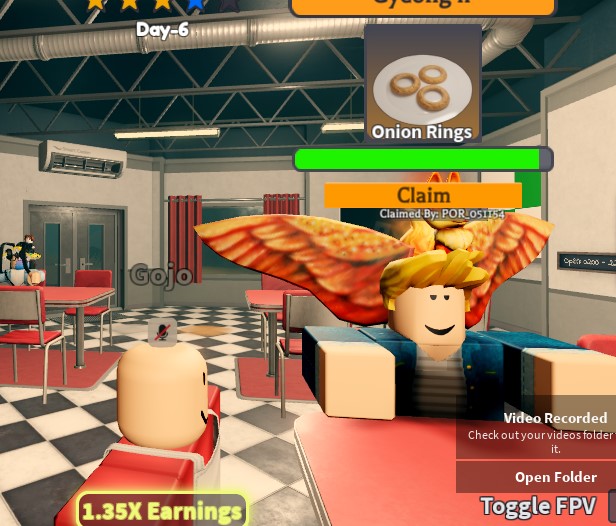 Day-6
Onion Rings
Claim
Claimed By: POR_051154
Gojo
Video Recorded
Check out your videos folder
it.
Open Folder
1.35X Earnings
Toggle FPV